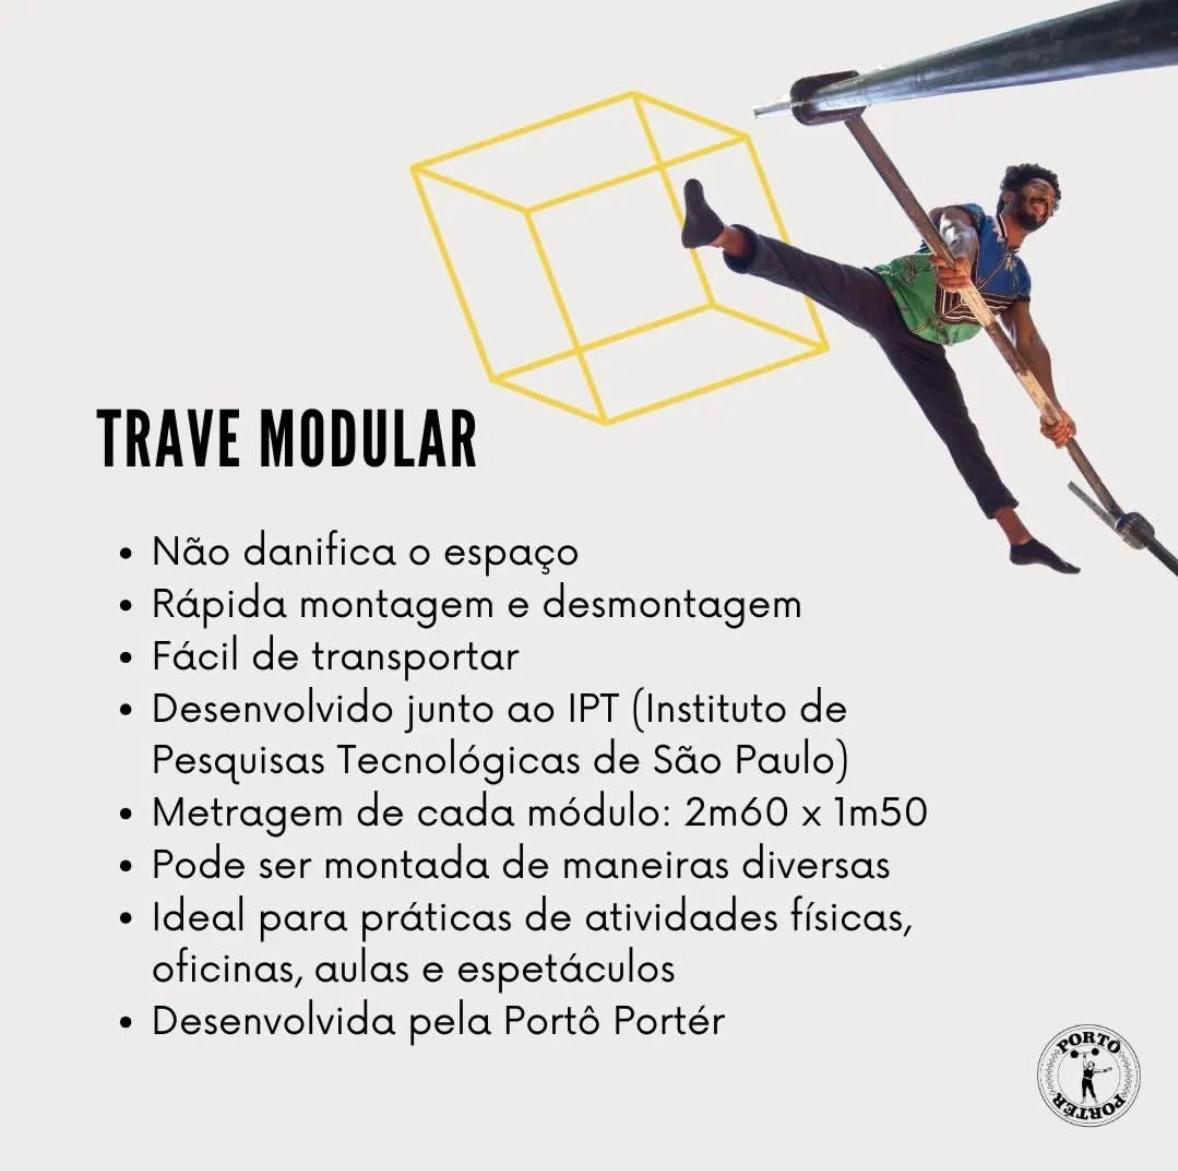 TRAVE MODULAR
• Não danifica o espaço
• Rápida montagem e desmontagem
• Fácil de transportar
• Desenvolvido junto ao IPT (Instituto de
Pesquisas Tecnológicas de São Paulo)
• Metragem de cada módulo: 2m60 x 1m50
• Pode ser montada de maneiras diversas
• Ideal para práticas de atividades físicas,
oficinas, aulas e espetáculos
• Desenvolvida pela Portô Portér
PORTÔ
PORTÉR